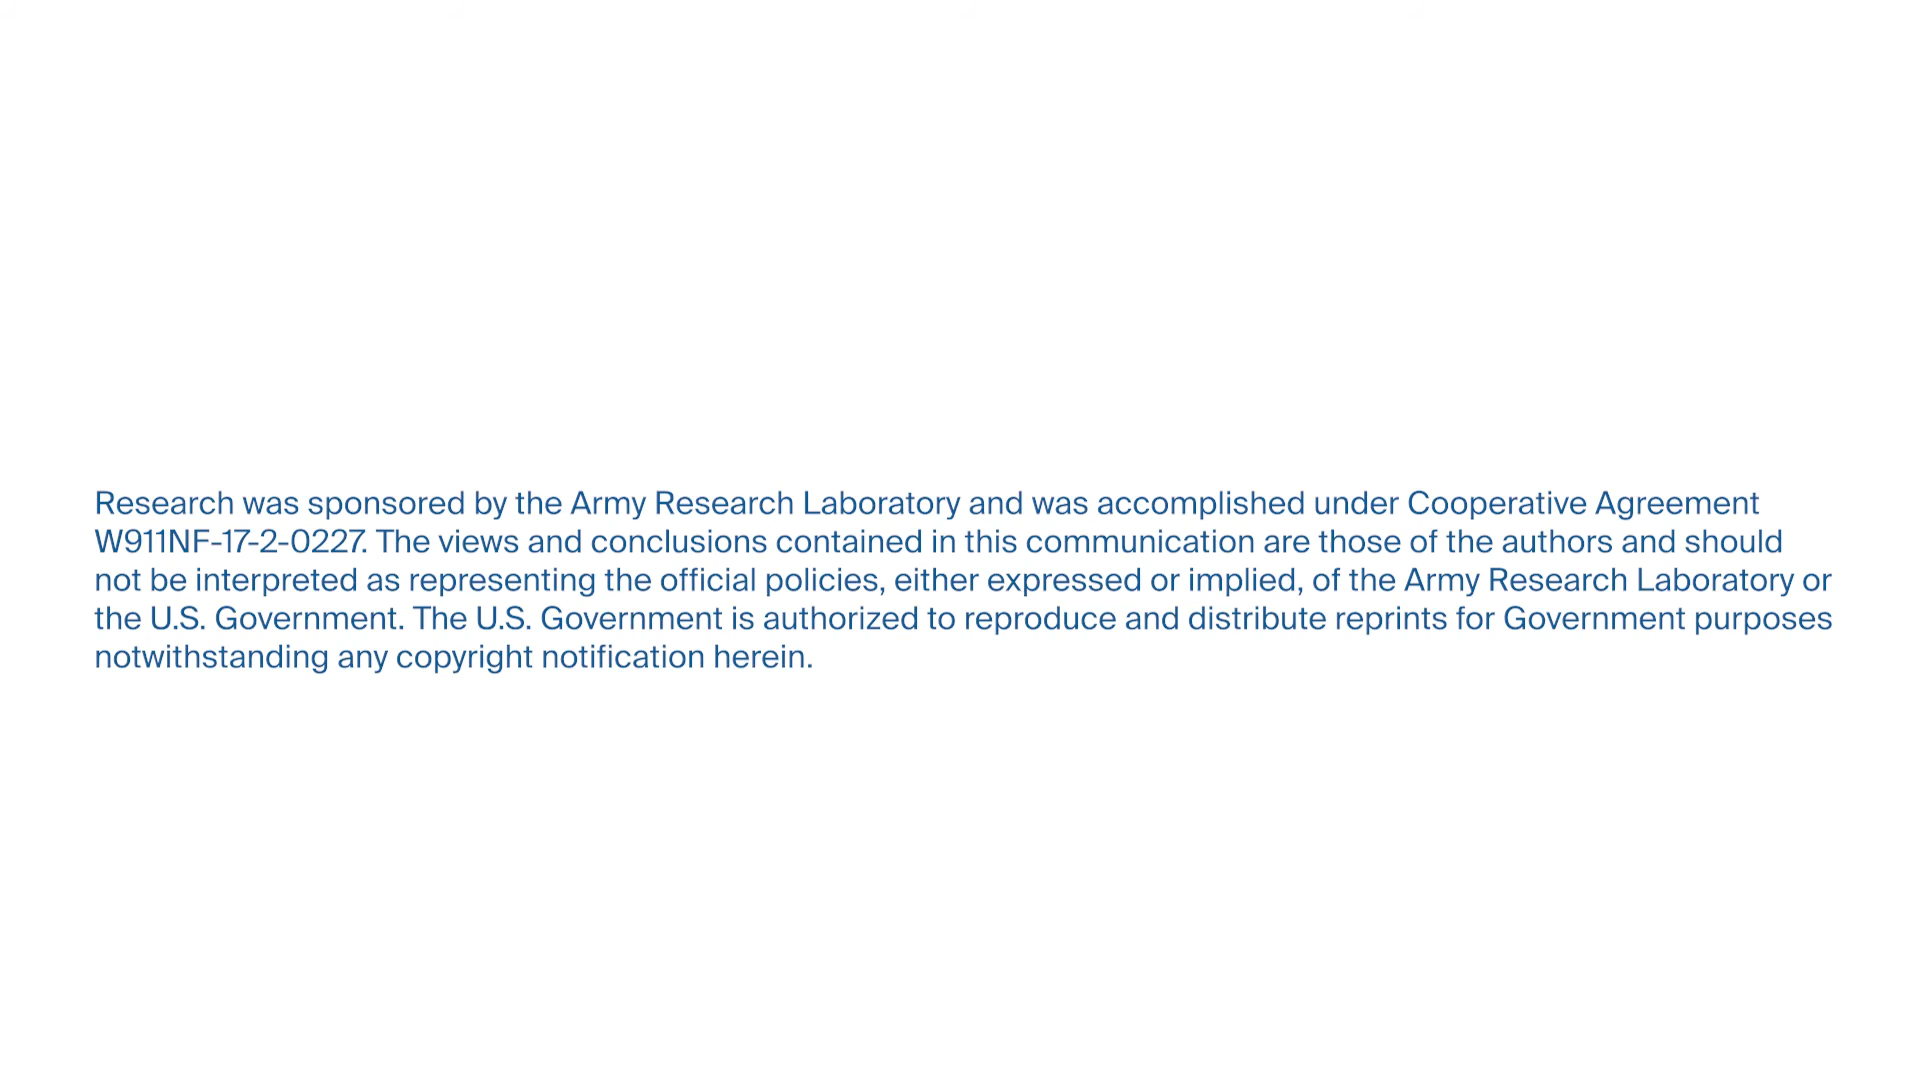 Research was sponsored by the Army Research Laboratory and was accomplished under Cooperative Agreement
W911NF-17-2-0227. The views and conclusions contained in this communication are those of the authors and should
not be interpreted as representing the official policies, either expressed or implied, of the Army Research Laboratory or
the U.S. Government. The U.S. Government is authorized to reproduce and distribute reprints for Government purposes
notwithstanding any copyright notification herein.